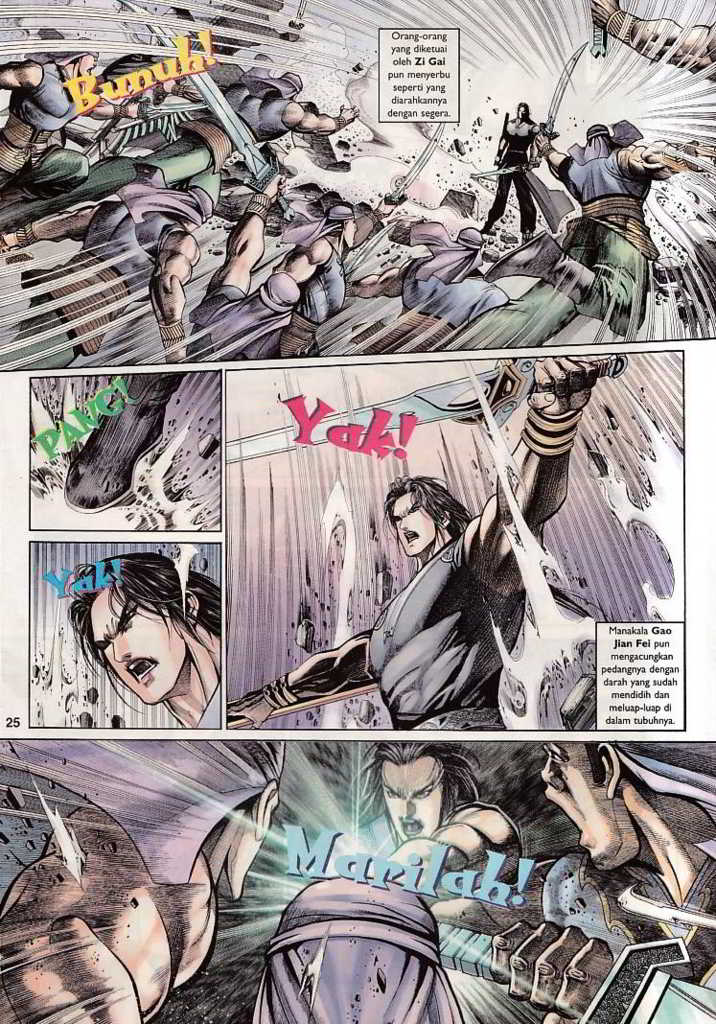 Bunuh!
Orang-orang
yang diketuai
oleh Zi Gai
pun menyerbu
seperti yang
diarahkannya
dengan segera.
PANG!
Yak!
Yak!
Manakala Gao
Jian Fei pun
mengacungkan
pedangnya dengan
darah yang sudah
mendidih dan
meluap-luap di
dalam tubuhnya.
25
Marilah!